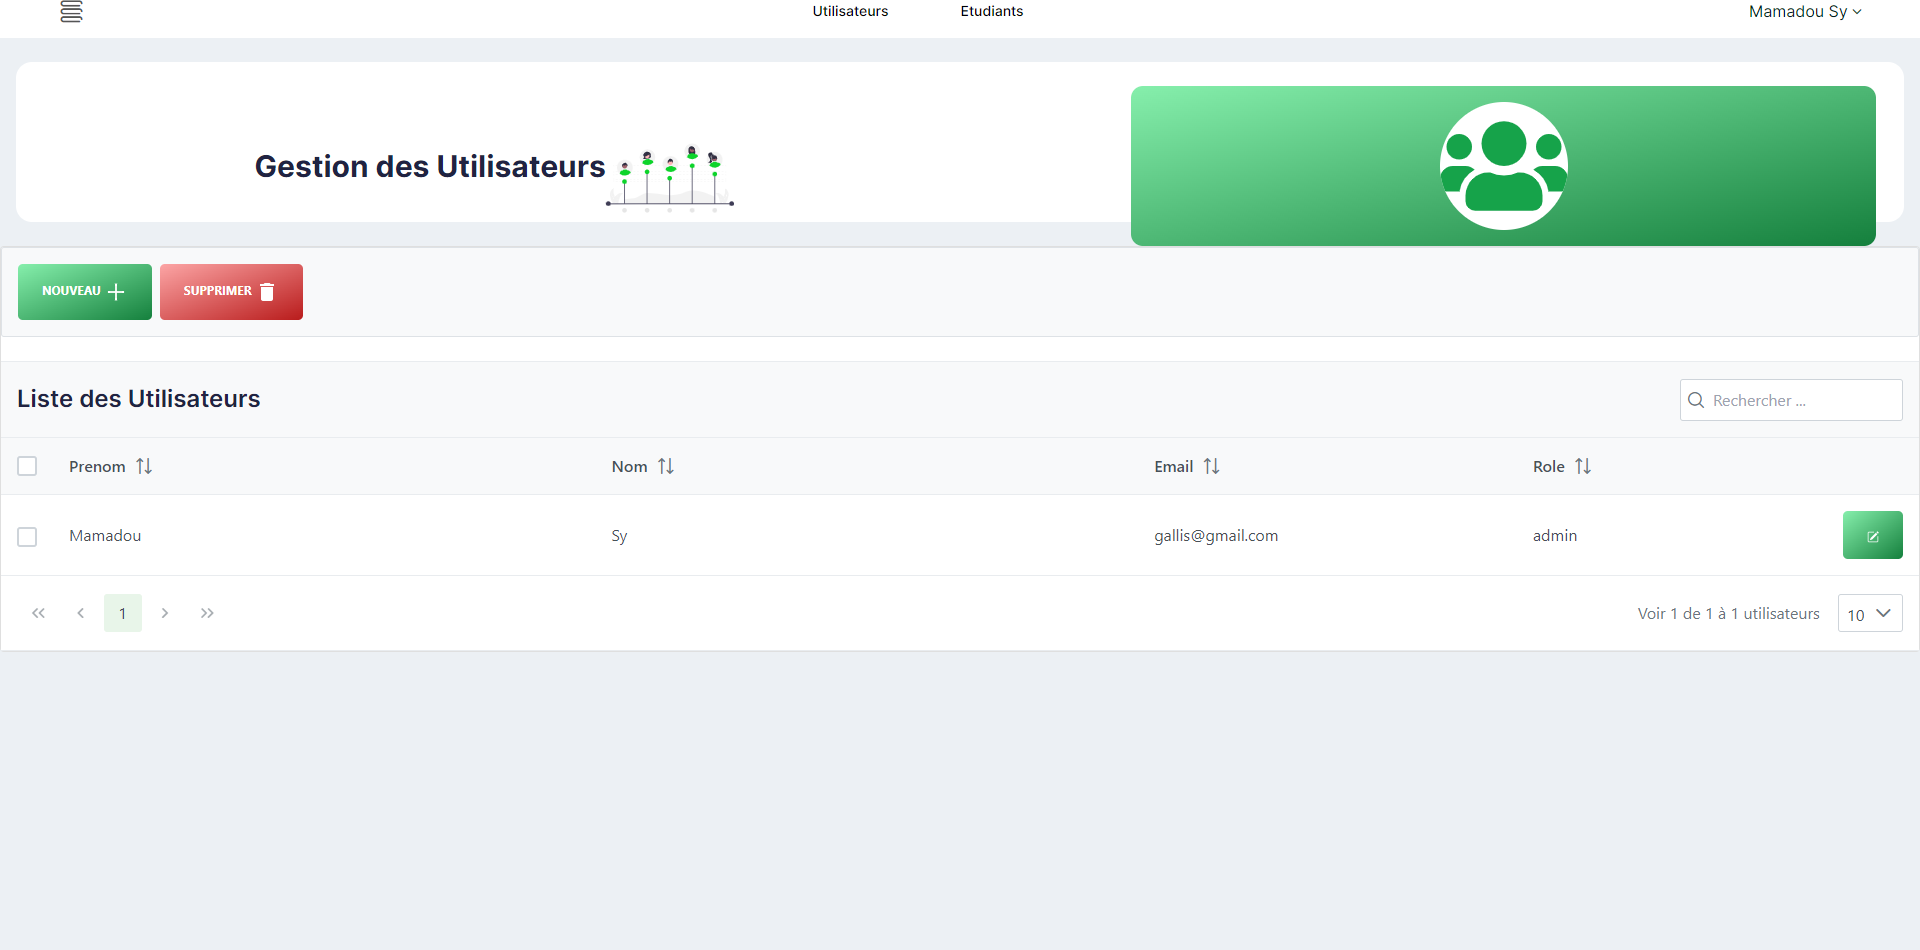 Utilisateurs Etudiants Mamadou Sy
Gestion des Utilisateurs
NOUVEAU SUPPRIMER
Liste des Utilisateurs
Rechercher ...
Prenom Nom Email Role
Mamadou Sy gallis@gmail.com admin
1 Voir 1 de 1 à 1 utilisateurs 10